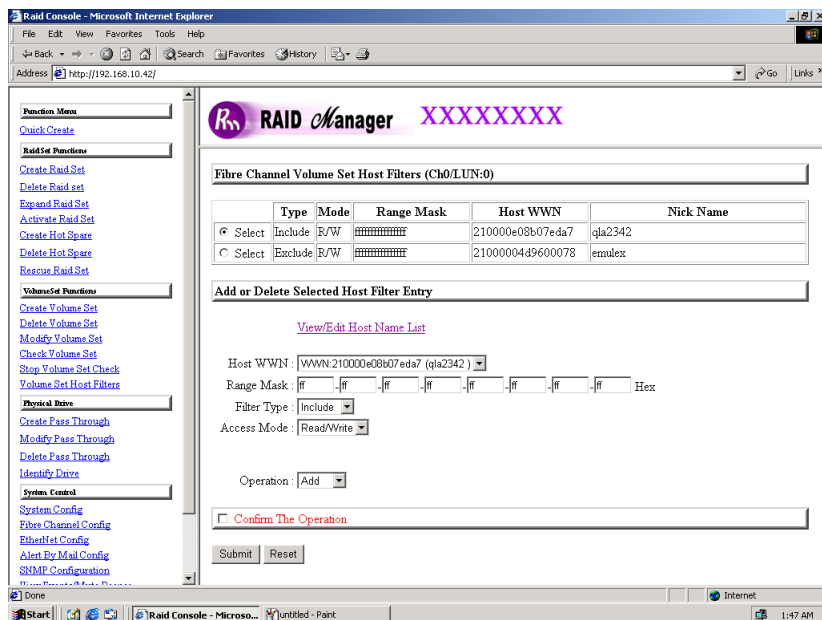 Raid Console - Microsoft Internet Explorer
File Edit View Favorites Tools Help
Back Search Favorites History
Address http://192.168.10.42/ Go Links
Function Menu
Quick Create
RaidSet Functions
Create Raid Set
Delete Raid set
Expand Raid Set
Activate Raid Set
Create Hot Spare
Delete Hot Spare
Rescue Raid Set
VolumeSet Functions
Create Volume Set
Delete Volume Set
Modify Volume Set
Check Volume Set
Stop Volume Set Check
Volume Set Host Filters
Physical Drive
Create Pass Through
Modify Pass Through
Delete Pass Through
Identify Drive
System Control
System Config
Fibre Channel Config
EtherNet Config
Alert By Mail Config
SNMP Configuration
Rm RAID Manager XXXXXXXX
Fibre Channel Volume Set Host Filters (Ch0/LUN:0)
Type Mode Range Mask Host WWN Nick Name
Select Include R/W ffffffffffffffff 210000e08b07eda7 qla2342
Select Exclude R/W ffffffffffffffff 21000004d9600078 emulex
Add or Delete Selected Host Filter Entry
View/Edit Host Name List
Host WWN : WWN:210000e08b07eda7 (qla2342 )
Range Mask : ff -ff -ff -ff -ff -ff -ff -ff Hex
Filter Type : Include
Access Mode : Read/Write
Operation : Add
Confirm The Operation
Submit Reset
Done Internet
Start Raid Console - Microso... untitled - Paint 1:47 AM